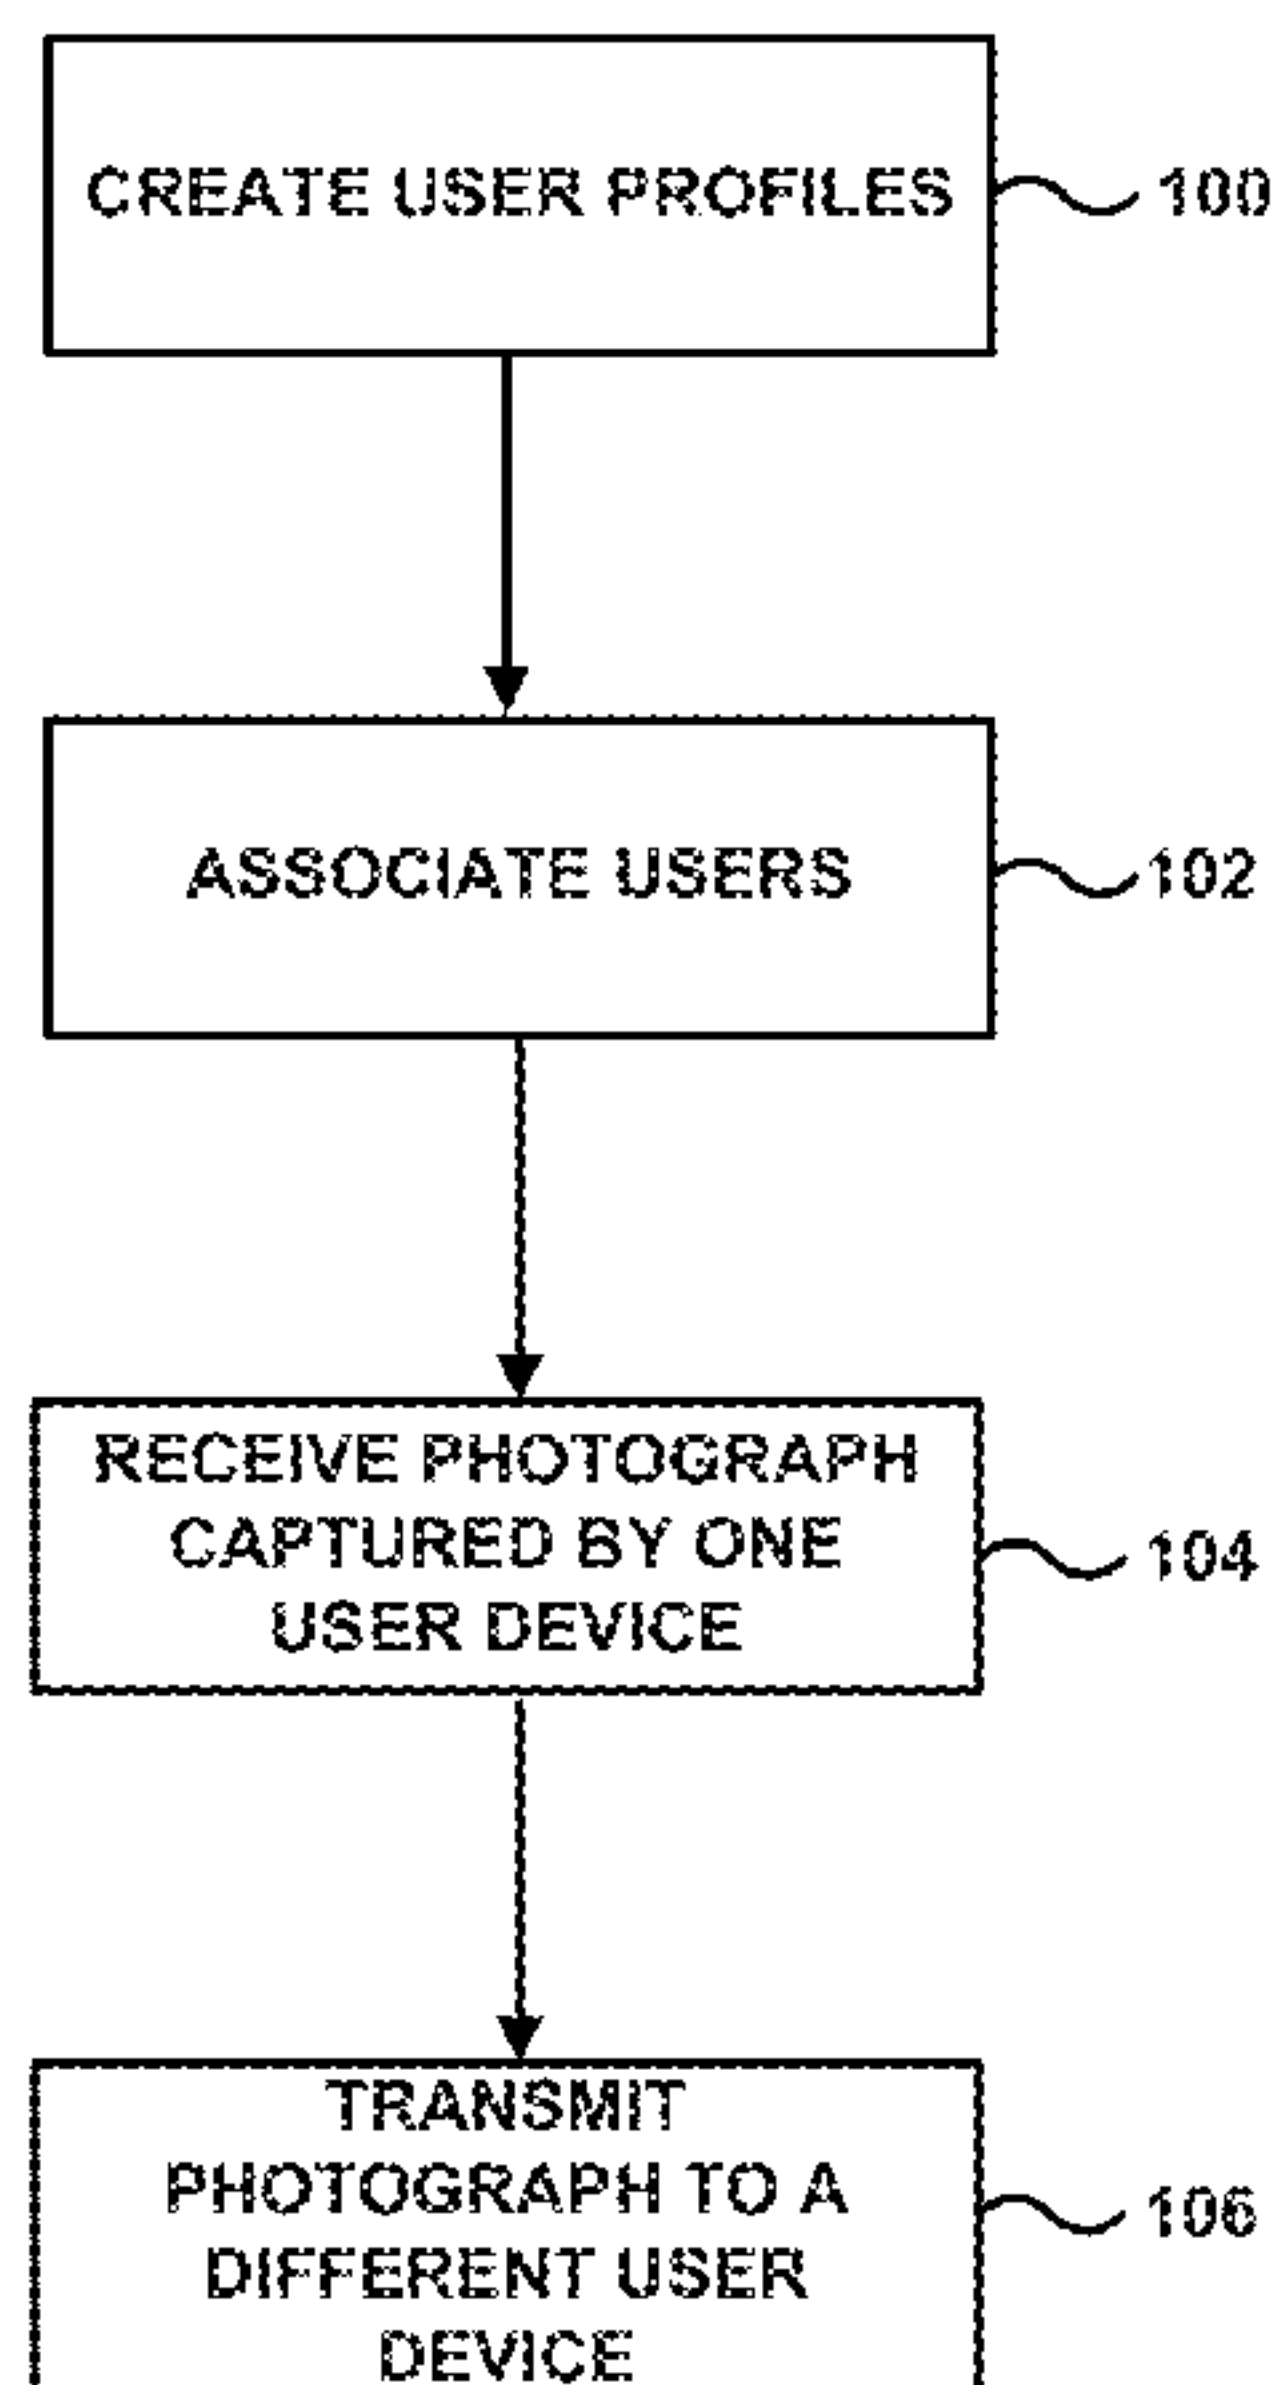 CREATE USER PROFILES
100
ASSOCIATE USERS
102
RECEIVE PHOTOGRAPH
CAPTURED BY ONE
USER DEVICE
104
TRANSMIT
PHOTOGRAPH TO A
DIFFERENT USER
DEVICE
106